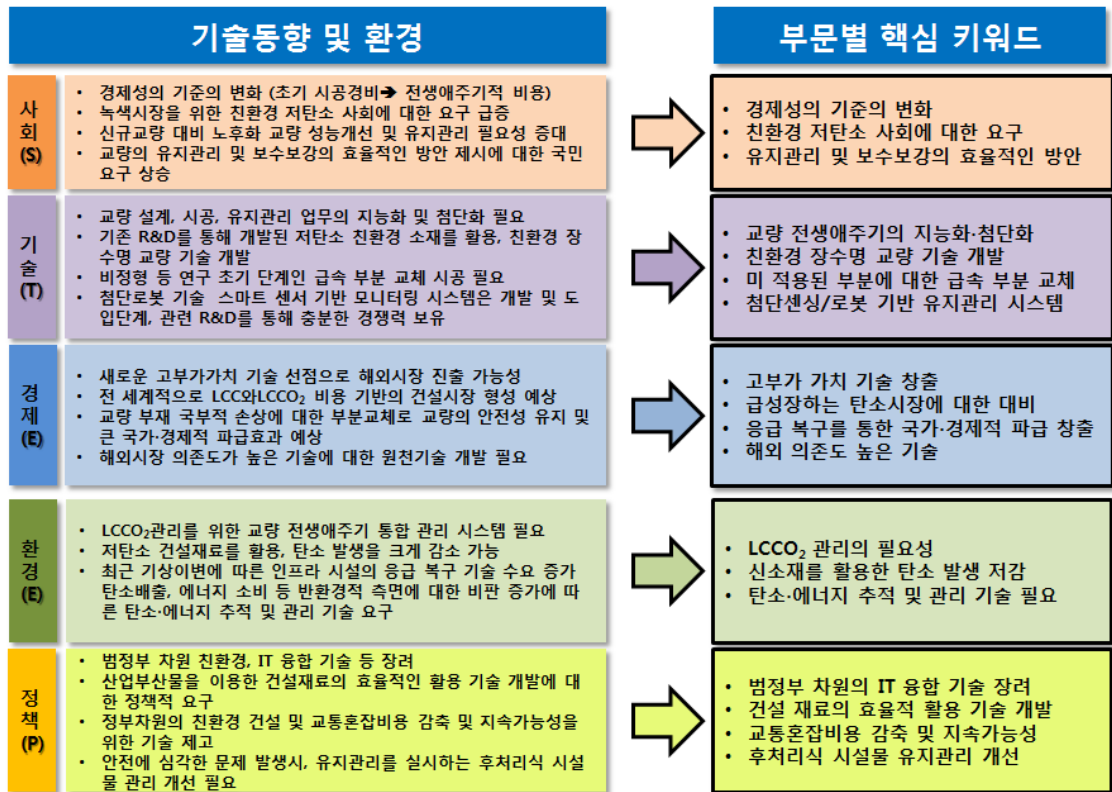 기술동향 및 환경
부문별 핵심 키워드
사
회
(S)
• 경제성의 기준의 변화 (초기 시공경비➔ 전생애주기적 비용)
• 녹색시장을 위한 친환경 저탄소 사회에 대한 요구 급증
• 신규교량 대비 노후화 교량 성능개선 및 유지관리 필요성 증대
• 교량의 유지관리 및 보수보강의 효율적인 방안 제시에 대한 국민
요구 상승
• 경제성의 기준의 변화
• 친환경 저탄소 사회에 대한 요구
• 유지관리 및 보수보강의 효율적인 방안
기
술
(T)
• 교량 설계, 시공, 유지관리 업무의 지능화 및 첨단화 필요
• 기존 R&D를 통해 개발된 저탄소 친환경 소재를 활용, 친환경 장
수명 교량 기술 개발
• 비정형 등 연구 초기 단계인 급속 부분 교체 시공 필요
• 첨단로봇 기술 스마트 센서 기반 모니터링 시스템은 개발 및 도
입단계, 관련 R&D를 통해 충분한 경쟁력 보유
• 교량 전생애주기의 지능화·첨단화
• 친환경 장수명 교량 기술 개발
• 미 적용된 부분에 대한 급속 부분 교체
• 첨단센싱/로봇 기반 유지관리 시스템
경
제
(E)
• 새로운 고부가가치 기술 선점으로 해외시장 진출 가능성
• 전 세계적으로 LCC와LCCO₂ 비용 기반의 건설시장 형성 예상
• 교량 부재 국부적 손상에 대한 부분교체로 교량의 안전성 유지 및
큰 국가·경제적 파급효과 예상
• 해외시장 의존도가 높은 기술에 대한 원천기술 개발 필요
• 고부가 가치 기술 창출
• 급성장하는 탄소시장에 대한 대비
• 응급 복구를 통한 국가·경제적 파급 창출
• 해외 의존도 높은 기술
환
경
(E)
• LCCO₂관리를 위한 교량 전생애주기 통합 관리 시스템 필요
• 저탄소 건설재료를 활용, 탄소 발생을 크게 감소 가능
• 최근 기상이변에 따른 인프라 시설의 응급 복구 기술 수요 증가
탄소배출, 에너지 소비 등 반환경적 측면에 대한 비판 증가에 따
른 탄소·에너지 추적 및 관리 기술 요구
• LCCO₂ 관리의 필요성
• 신소재를 활용한 탄소 발생 저감
• 탄소·에너지 추적 및 관리 기술 필요
정
책
(P)
• 범정부 차원 친환경, IT 융합 기술 등 장려
• 산업부산물을 이용한 건설재료의 효율적인 활용 기술 개발에 대
한 정책적 요구
• 정부차원의 친환경 건설 및 교통혼잡비용 감축 및 지속가능성을
위한 기술 제고
• 안전에 심각한 문제 발생시, 유지관리를 실시하는 후처리식 시설
물 관리 개선 필요
• 범정부 차원의 IT 융합 기술 장려
• 건설 재료의 효율적 활용 기술 개발
• 교통혼잡비용 감축 및 지속가능성
• 후처리식 시설물 유지관리 개선